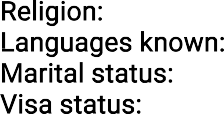 Religion:
Languages known:
Marital status:
Visa status: